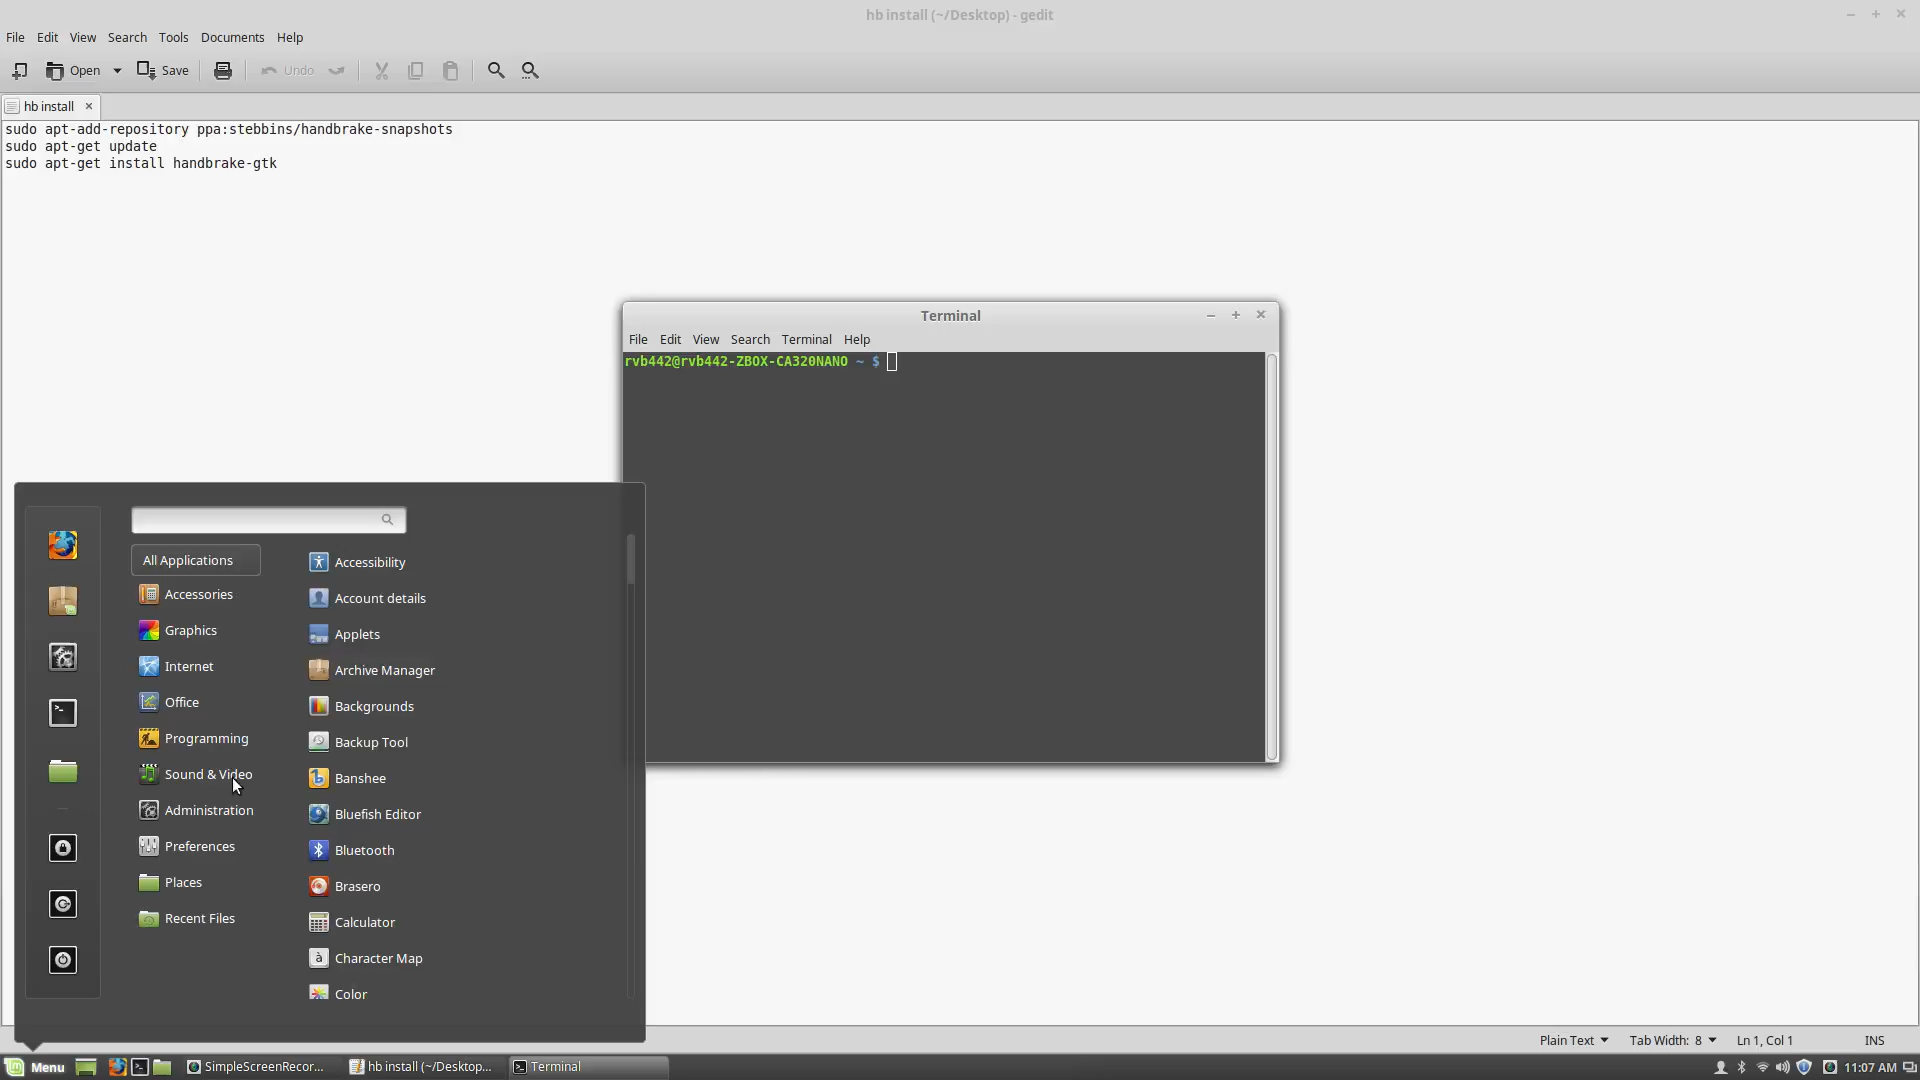 hb install (~/Desktop) - gedit
File Edit View Search Tools Documents Help
Open Save Undo
hb install
sudo apt-add-repository ppa:stebbins/handbrake-snapshots
sudo apt-get update
sudo apt-get install handbrake-gtk
Terminal
File Edit View Search Terminal Help
rvb442@rvb442-ZBOX-CA320NANO ~ $
All Applications
Accessories
Graphics
Internet
Office
Programming
Sound & Video
Administration
Preferences
Places
Recent Files
Accessibility
Account details
Applets
Archive Manager
Backgrounds
Backup Tool
Banshee
Bluefish Editor
Bluetooth
Brasero
Calculator
Character Map
Color
Plain Text Tab Width: 8 Ln 1, Col 1 INS
Menu SimpleScreenRecor... hb install (~/Desktop... Terminal 11:07 AM